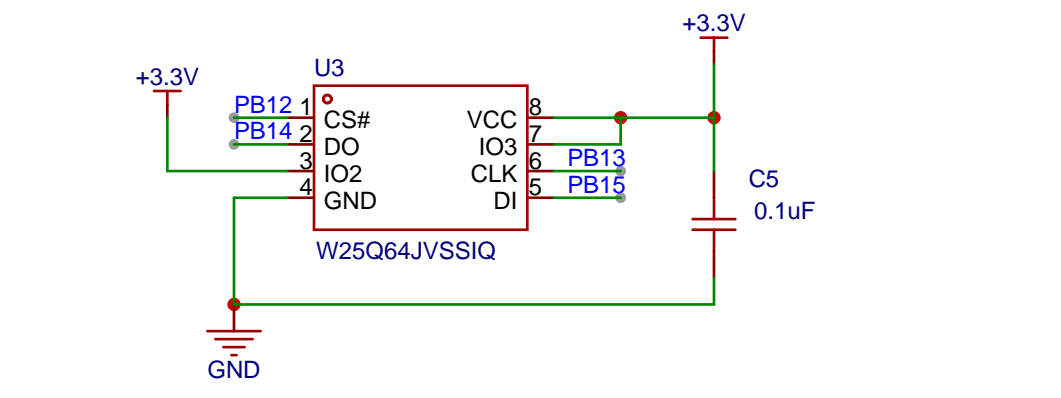 +3.3V
+3.3V
U3
PB12 1 CS# VCC 8
PB14 2 DO IO3 7
3 IO2 CLK 6 PB13
4 GND DI 5 PB15
C5
0.1uF
W25Q64JVSSIQ
GND